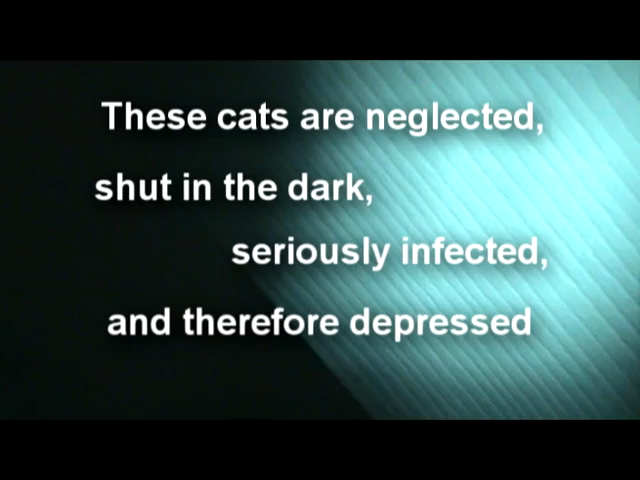 These cats are neglected,
shut in the dark,
seriously infected,
and therefore depressed